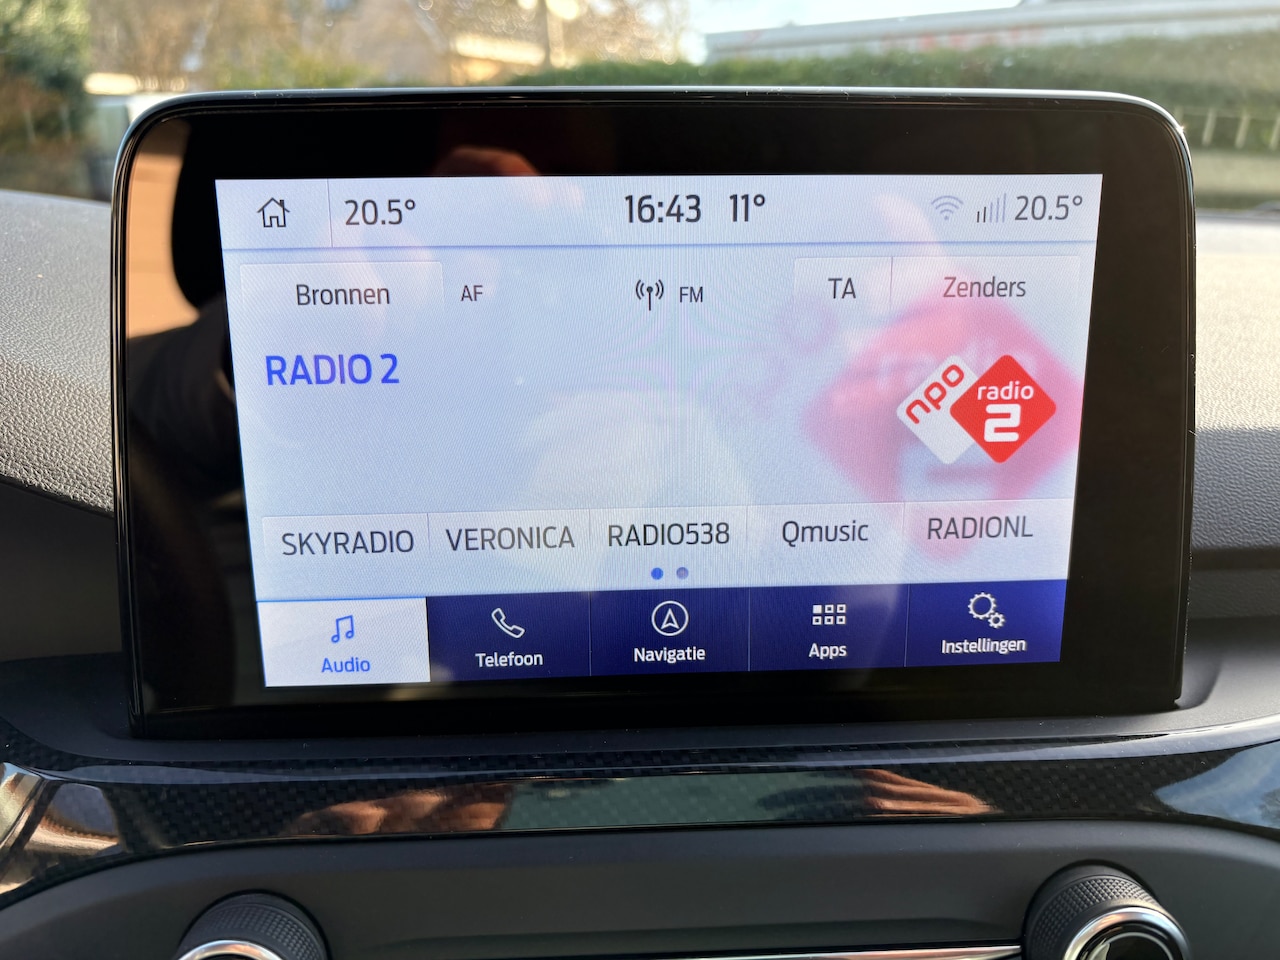 20.5° 16:43 11° 20.5°
Bronnen AF FM TA Zenders
RADIO 2
npo radio 2
SKYRADIO VERONICA RADIO538 Qmusic RADIONL
Audio Telefoon Navigatie Apps Instellingen